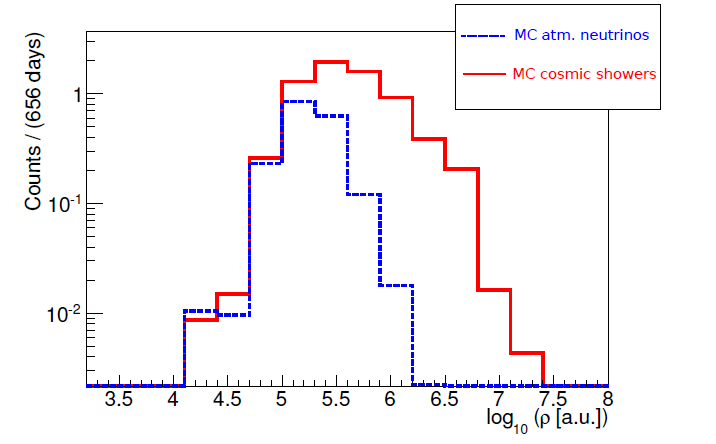 MC atm. neutrinos
MC cosmic showers
Counts / (656 days)
1
10⁻¹
10⁻²
3.5 4 4.5 5 5.5 6 6.5 7 7.5 8
log₁₀ (ρ [a.u.])